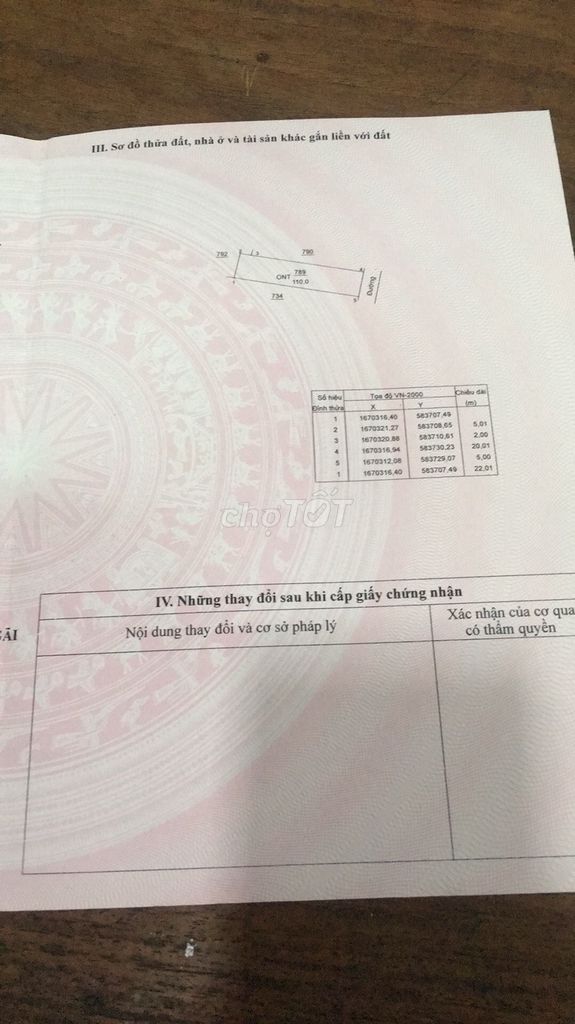 III. Sơ đồ thửa đất, nhà ở và tài sản khác gắn liền với đất
792
2
3
790
4
ONT 789
110,0
1
734
5
Đường
Số hiệu Đỉnh thửa
Tọa độ VN-2000
Chiều dài (m)
X Y
1 1670316,40 583707,49
2 1670321,27 583708,65 5,01
3 1670320,88 583710,61 2,00
4 1670316,94 583730,23 20,01
5 1670312,08 583729,07 5,00
1 1670316,40 583707,49 22,01
chợTỐT
IV. Những thay đổi sau khi cấp giấy chứng nhận
Nội dung thay đổi và cơ sở pháp lý
Xác nhận của cơ qua
có thẩm quyền